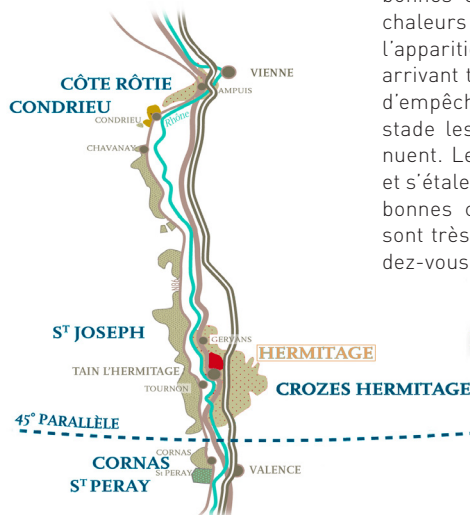 bonnes
chaleurs
l'appariti
arrivant t
d'empêch
stade les
nuent. Le
et s'étale
bonnes
sont très
dez-vous
VIENNE
CÔTE RÔTIE
AMPUIS
CONDRIEU
CONDRIEU
Rhône
CHAVANAY
N86
ST JOSEPH
GERVANS
HERMITAGE
TAIN L'HERMITAGE
TOURNON
CROZES HERMITAGE
45° PARALLÈLE
CORNAS
CORNAS
ST PERAY
ST PERAY
VALENCE